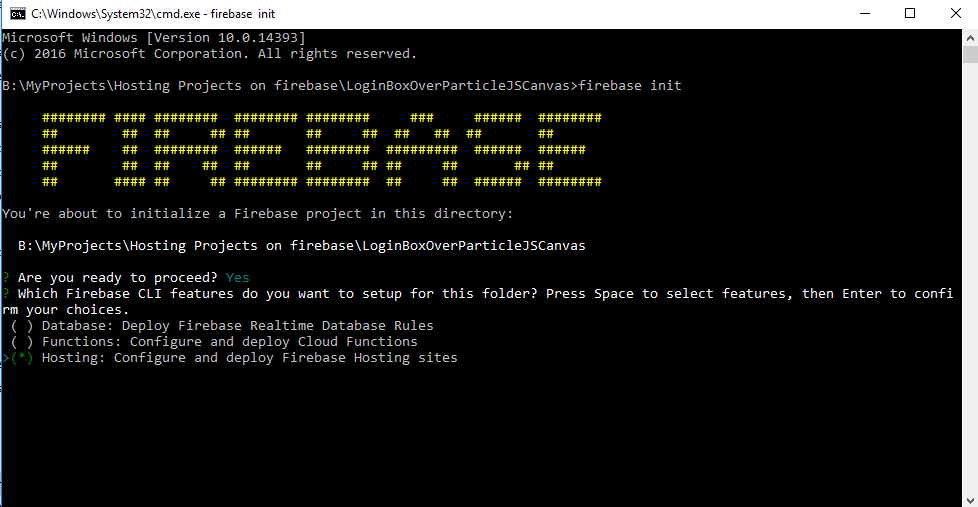 C:\Windows\System32\cmd.exe - firebase  init
Microsoft Windows [Version 10.0.14393]
(c) 2016 Microsoft Corporation. All rights reserved.
B:\MyProjects\Hosting Projects on firebase\LoginBoxOverParticleJSCanvas>firebase init
FIREBASE
You're about to initialize a Firebase project in this directory:
B:\MyProjects\Hosting Projects on firebase\LoginBoxOverParticleJSCanvas
? Are you ready to proceed? Yes
? Which Firebase CLI features do you want to setup for this folder? Press Space to select features, then Enter to confi
rm your choices.
( ) Database: Deploy Firebase Realtime Database Rules
( ) Functions: Configure and deploy Cloud Functions
>(*) Hosting: Configure and deploy Firebase Hosting sites